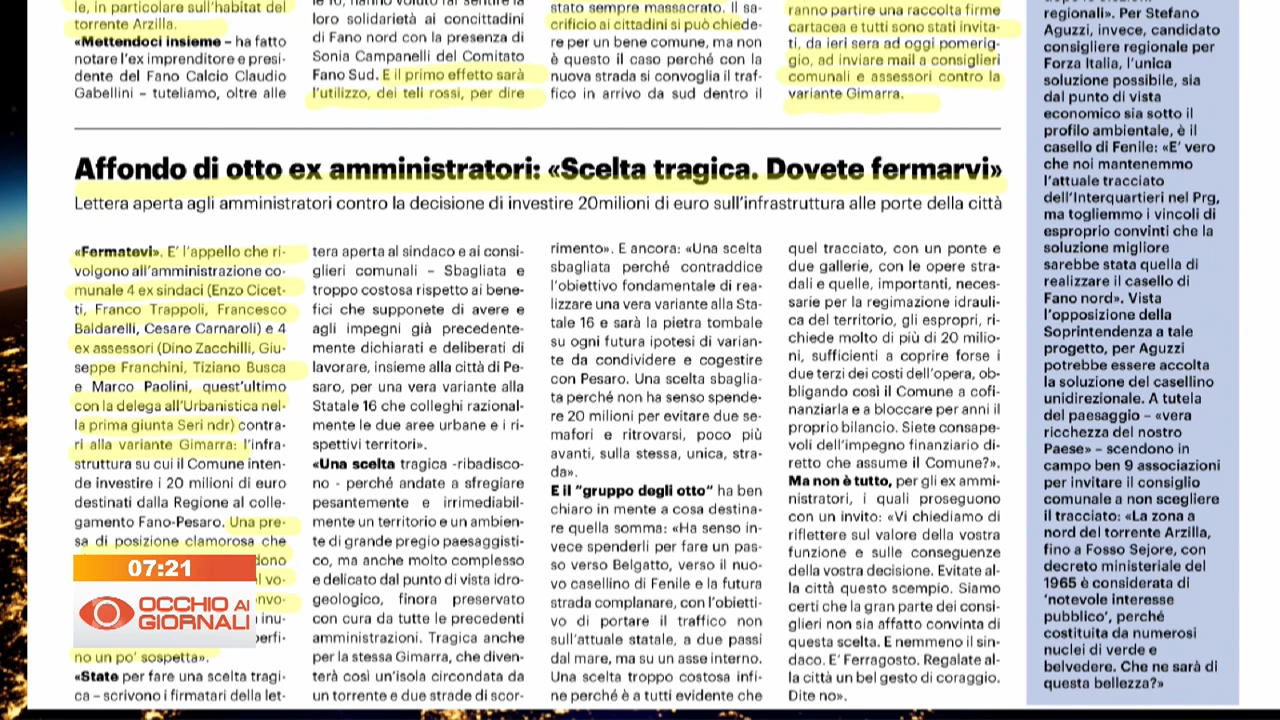 le, in particolare sull'habitat del
torrente Arzilla.
«Mettendoci insieme – ha fatto
notare l'ex imprenditore e presi-
dente del Fano Calcio Claudio
Gabellini – tuteliamo, oltre alle
loro solidarietà ai concittadini
di Fano nord con la presenza di
Sonia Campanelli del Comitato
Fano Sud. E il primo effetto sarà
l'utilizzo, dei teli rossi, per dire
stato sempre massacrato. Il sa-
crificio ai cittadini si può chiede-
re per un bene comune, ma non
è questo il caso perché con la
nuova strada si convoglia il traf-
fico in arrivo da sud dentro il
ranno partire una raccolta firme
cartacea e tutti sono stati invita-
ti, da ieri sera ad oggi pomerig-
gio, ad inviare mail a consiglieri
comunali e assessori contro la
variante Gimarra.
Affondo di otto ex amministratori: «Scelta tragica. Dovete fermarvi»
Lettera aperta agli amministratori contro la decisione di investire 20milioni di euro sull'infrastruttura alle porte della città
«Fermatevi». E' l'appello che ri-
volgono all'amministrazione co-
munale 4 ex sindaci (Enzo Cicet-
ti, Franco Trappoli, Francesco
Baldarelli, Cesare Carnaroli) e 4
ex assessori (Dino Zacchilli, Giu-
seppe Franchini, Tiziano Busca
e Marco Paolini, quest'ultimo
con la delega all'Urbanistica nel-
la prima giunta Seri ndr) contra-
ri alla variante Gimarra: l'infra-
struttura su cui il Comune inten-
de investire i 20 milioni di euro
destinati dalla Regione al colle-
gamento Fano-Pesaro. Una pre-
sa di posizione clamorosa che
no un po' sospetta».
«State per fare una scelta tragi-
ca – scrivono i firmatari della let-
tera aperta al sindaco e ai consi-
glieri comunali – Sbagliata e
troppo costosa rispetto ai bene-
fici che supponete di avere e
agli impegni già precedente-
mente dichiarati e deliberati di
lavorare, insieme alla città di Pe-
saro, per una vera variante alla
Statale 16 che colleghi razional-
mente le due aree urbane e i ri-
spettivi territori».
«Una scelta tragica -ribadisco-
no - perché andate a sfregiare
pesantemente e irrimediabil-
mente un territorio e un ambien-
te di grande pregio paesaggisti-
co, ma anche molto complesso
e delicato dal punto di vista idro-
geologico, finora preservato
con cura da tutte le precedenti
amministrazioni. Tragica anche
per la stessa Gimarra, che diven-
terà così un'isola circondata da
un torrente e due strade di scor-
rimento». E ancora: «Una scelta
sbagliata perché contraddice
l'obiettivo fondamentale di rea-
lizzare una vera variante alla Sta-
tale 16 e sarà la pietra tombale
su ogni futura ipotesi di varian-
te da condividere e cogestire
con Pesaro. Una scelta sbaglia-
ta perché non ha senso spende-
re 20 milioni per evitare due se-
mafori e ritrovarsi, poco più
avanti, sulla stessa, unica, stra-
da».
E il "gruppo degli otto" ha ben
chiaro in mente a cosa destina-
re quella somma: «Ha senso in-
vece spenderli per fare un pas-
so verso Belgatto, verso il nuo-
vo casellino di Fenile e la futura
strada complanare, con l'obietti-
vo di portare il traffico non
sull'attuale statale, a due passi
dal mare, ma su un asse interno.
Una scelta troppo costosa infi-
ne perché è a tutti evidente che
quel tracciato, con un ponte e
due gallerie, con le opere stra-
dali e quelle, importanti, neces-
sarie per la regimazione idrauli-
ca del territorio, gli espropri, ri-
chiede molto di più di 20 milio-
ni, sufficienti a coprire forse i
due terzi dei costi dell'opera, ob-
bligando così il Comune a cofi-
nanziarla e a bloccare per anni il
proprio bilancio. Siete consape-
voli dell'impegno finanziario di-
retto che assume il Comune?».
Ma non è tutto, per gli ex ammi-
nistratori, i quali proseguono
con un invito: «Vi chiediamo di
riflettere sul valore della vostra
funzione e sulle conseguenze
della vostra decisione. Evitate al-
la città questo scempio. Siamo
certi che la gran parte dei consi-
glieri non sia affatto convinta di
questa scelta. E nemmeno il sin-
daco. E' Ferragosto. Regalate al-
la città un bel gesto di coraggio.
Dite no».
regionali». Per Stefano
Aguzzi, invece, candidato
consigliere regionale per
Forza Italia, l'unica
soluzione possibile, sia
dal punto di vista
economico sia sotto il
profilo ambientale, è il
casello di Fenile: «E' vero
che noi mantenemmo
l'attuale tracciato
dell'Interquartieri nel Prg,
ma togliemmo i vincoli di
esproprio convinti che la
soluzione migliore
sarebbe stata quella di
realizzare il casello di
Fano nord». Vista
l'opposizione della
Soprintendenza a tale
progetto, per Aguzzi
potrebbe essere accolta
la soluzione del casellino
unidirezionale. A tutela
del paesaggio – «vera
ricchezza del nostro
Paese» – scendono in
campo ben 9 associazioni
per invitare il consiglio
comunale a non scegliere
il tracciato: «La zona a
nord del torrente Arzilla,
fino a Fosso Sejore, con
decreto ministeriale del
1965 è considerata di
'notevole interesse
pubblico', perché
costituita da numerosi
nuclei di verde e
belvedere. Che ne sarà di
questa bellezza?»
07:21
OCCHIO AI
GIORNALI